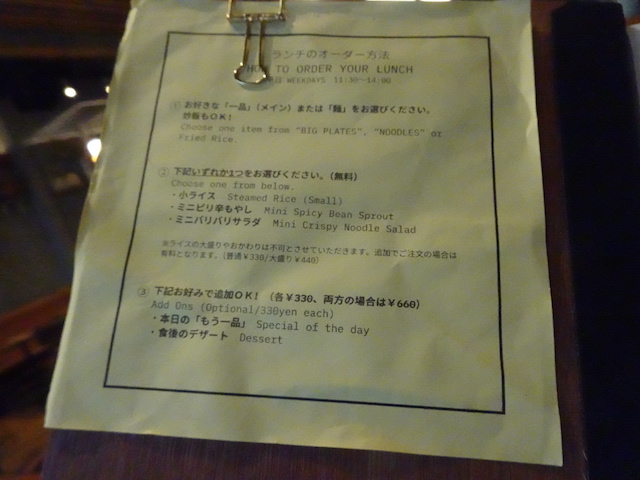 ランチのオーダー方法
HOW TO ORDER YOUR LUNCH
平日 WEEKDAYS 11:30〜14:00
① お好きな「一品」(メイン)または「麺」をお選びください。
炒飯もOK!
Choose one item from "BIG PLATES", "NOODLES" or
Fried Rice.
② 下記いずれか1つをお選びください。(無料)
Choose one from below.
・小ライス Steamed Rice (Small)
・ミニピリ辛もやし Mini Spicy Bean Sprout
・ミニパリパリサラダ Mini Crispy Noodle Salad
※ライスの大盛りやおかわりは不可とさせていただきます。追加でご注文の場合は
有料となります。(普通¥330/大盛り¥440)
③ 下記お好みで追加OK! (各¥330、両方の場合は¥660)
Add Ons (Optional/330yen each)
・本日の「もう一品」 Special of the day
・食後のデザート Dessert